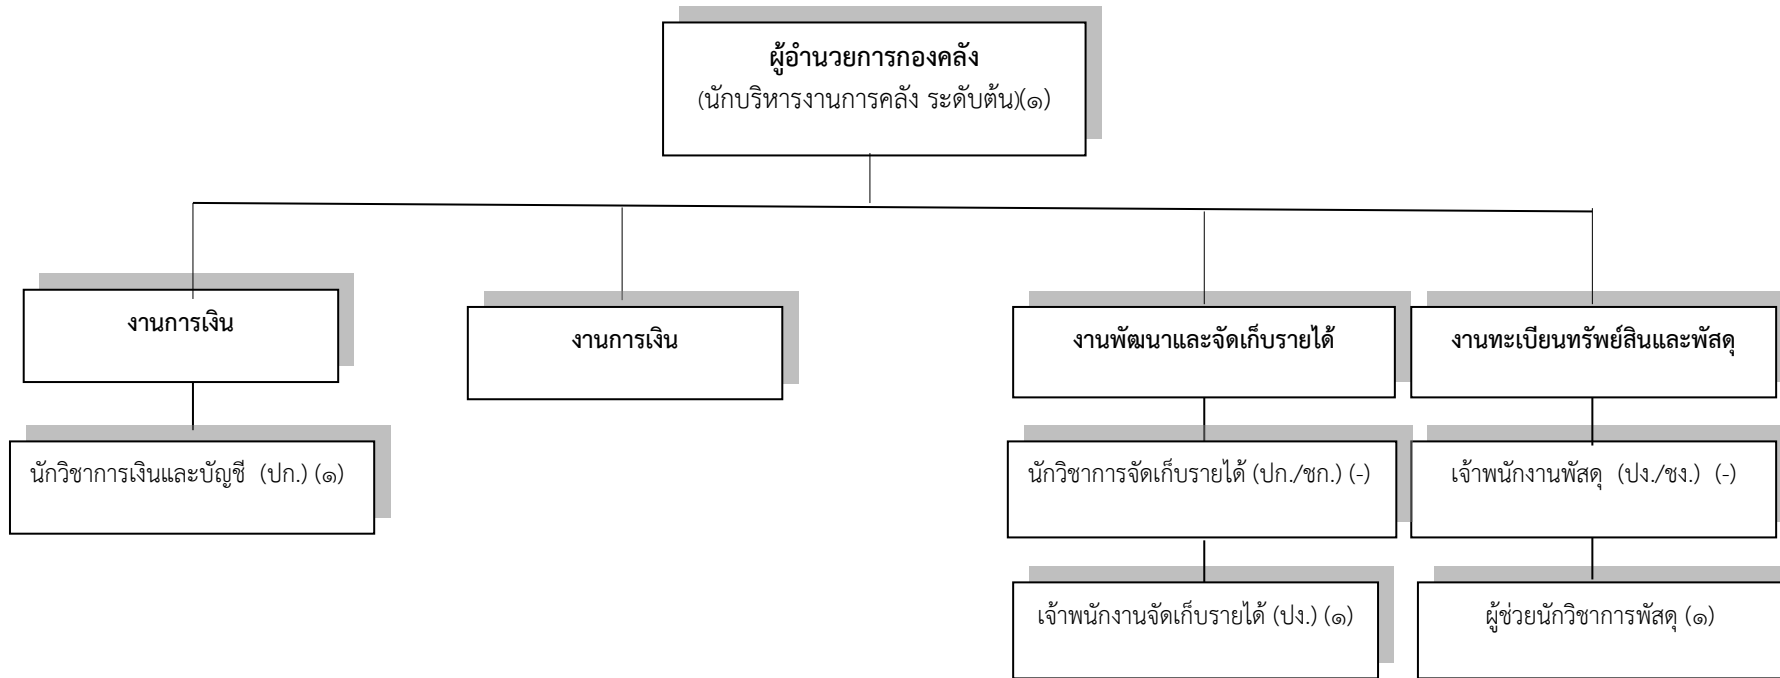 ผู้อำนวยการกองคลัง
(นักบริหารงานการคลัง ระดับต้น)(๑)
งานการเงิน
งานการเงิน
งานพัฒนาและจัดเก็บรายได้
งานทะเบียนทรัพย์สินและพัสดุ
นักวิชาการเงินและบัญชี (ปก.) (๑)
นักวิชาการจัดเก็บรายได้ (ปก./ชก.) (-)
เจ้าพนักงานพัสดุ (ปง./ชง.) (-)
เจ้าพนักงานจัดเก็บรายได้ (ปง.) (๑)
ผู้ช่วยนักวิชาการพัสดุ (๑)